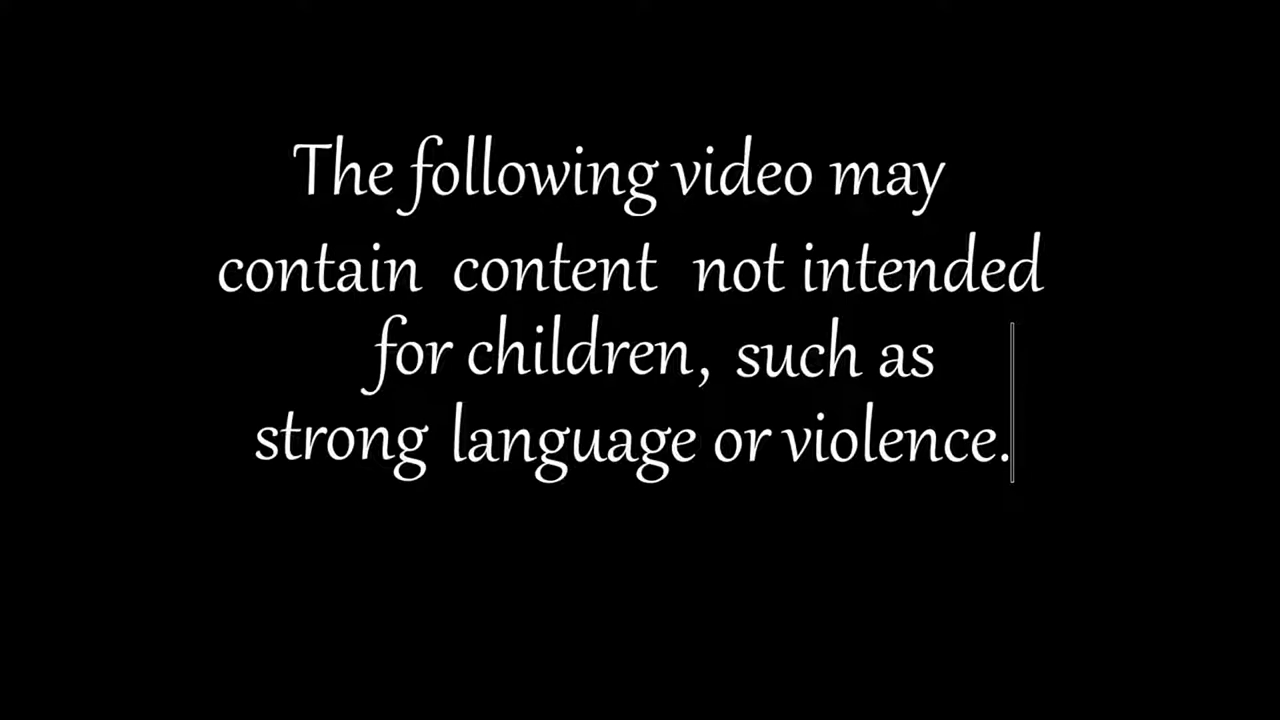 The following video may
contain content not intended
for children, such as
strong language or violence.